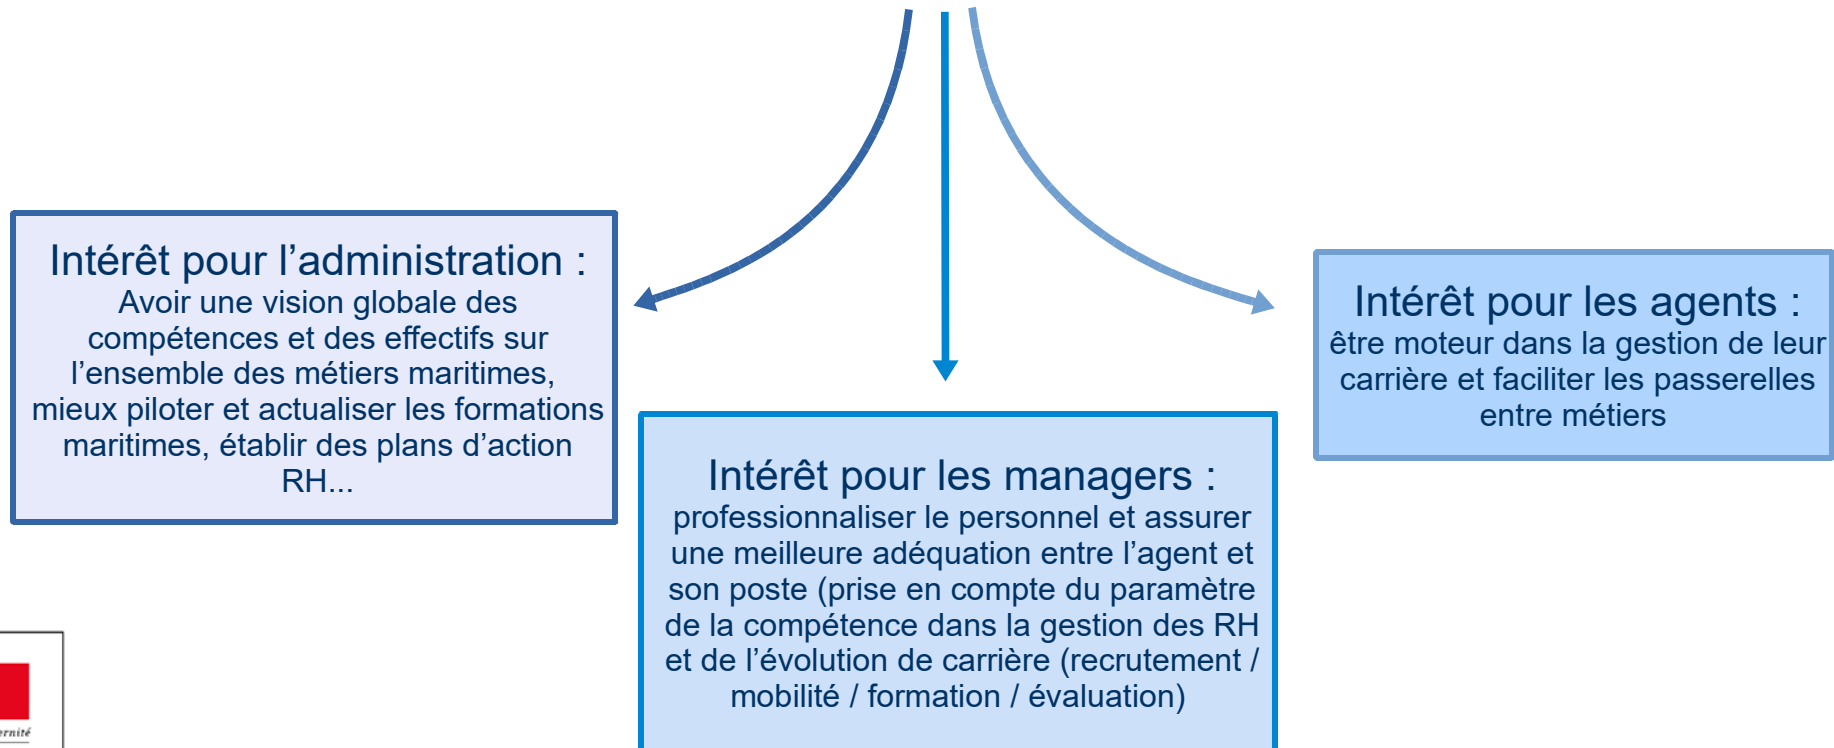 Intérêt pour l’administration :
Avoir une vision globale des
compétences et des effectifs sur
l’ensemble des métiers maritimes,
mieux piloter et actualiser les formations
maritimes, établir des plans d’action
RH...
Intérêt pour les managers :
professionnaliser le personnel et assurer
une meilleure adéquation entre l’agent et
son poste (prise en compte du paramètre
de la compétence dans la gestion des RH
et de l’évolution de carrière (recrutement /
mobilité / formation / évaluation)
Intérêt pour les agents :
être moteur dans la gestion de leur
carrière et faciliter les passerelles
entre métiers
ernité